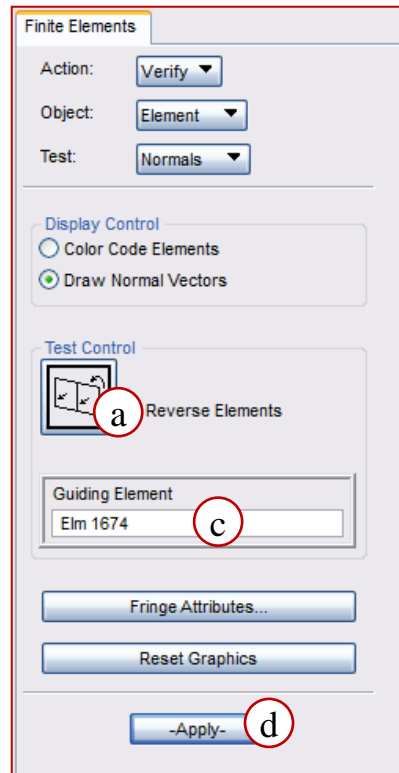 Finite Elements
Action: Verify
Object: Element
Test: Normals
Display Control
Color Code Elements
Draw Normal Vectors
Test Control
a Reverse Elements
Guiding Element
Elm 1674 c
Fringe Attributes...
Reset Graphics
-Apply- d